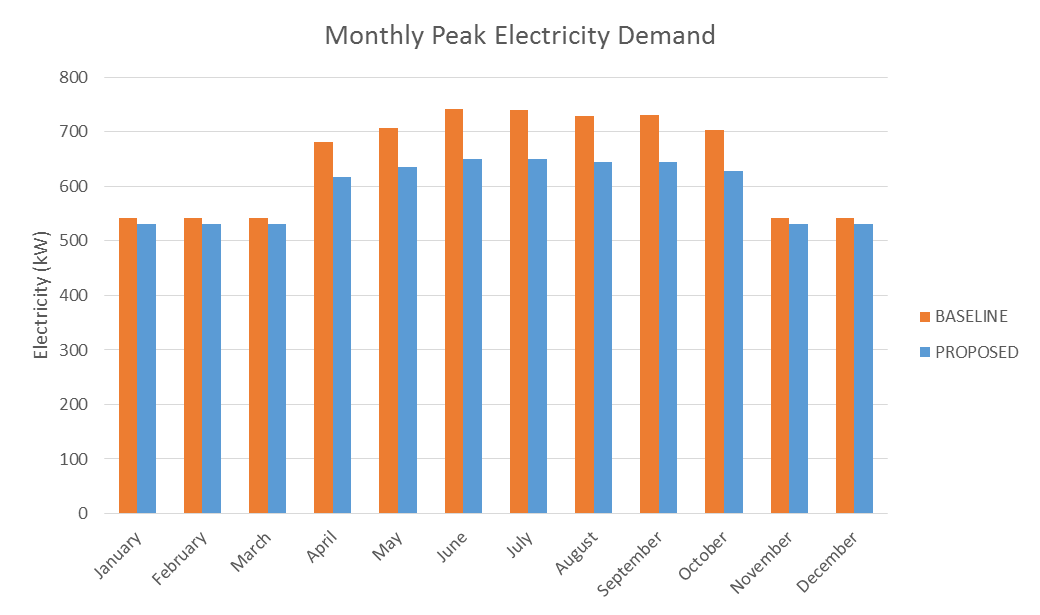 Monthly Peak Electricity Demand
800
700
600
500
400
300
200
100
0
Electricity (kW)
January
February
March
April
May
June
July
August
September
October
November
December
BASELINE
PROPOSED